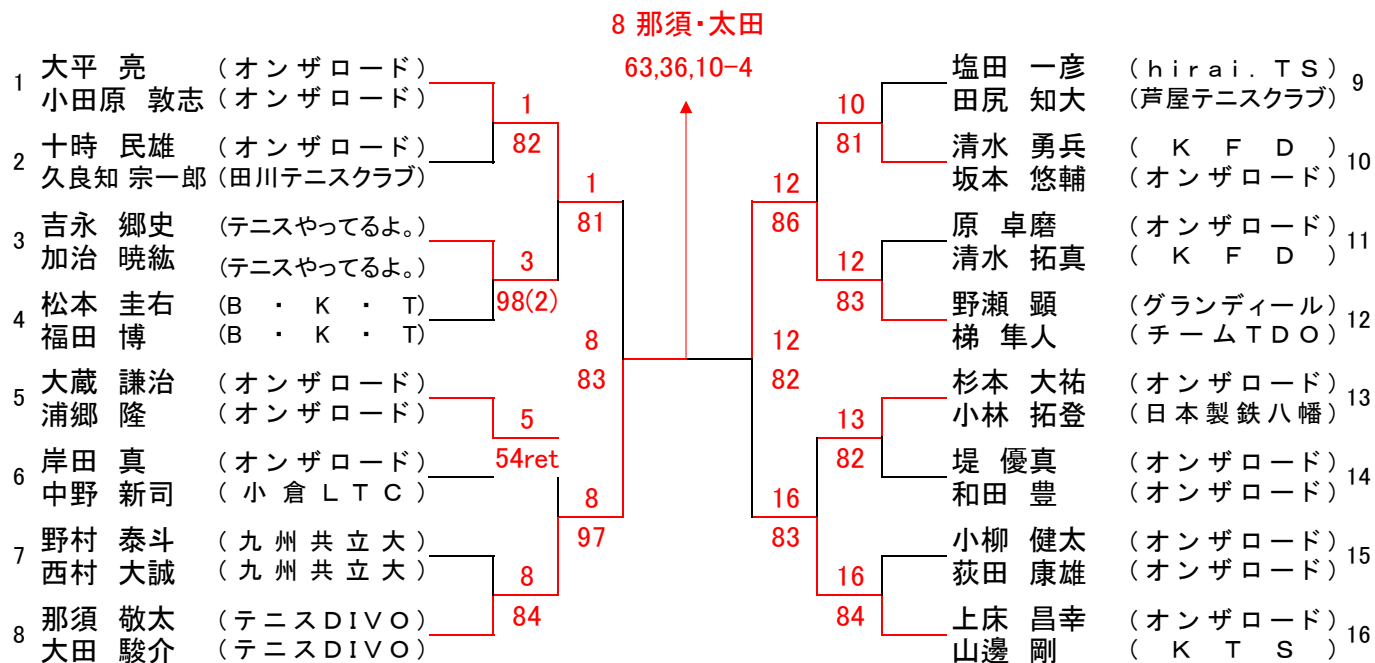 8 那須・太田
63,36,10-4
1 大平 亮 (オンザロード)
小田原 敦志 (オンザロード)
2 十時 民雄 (オンザロード)
久良知 宗一郎 (田川テニスクラブ)
3 吉永 郷史 (テニスやってるよ。)
加治 暁紘 (テニスやってるよ。)
4 松本 圭右 (B・K・T)
福田 博 (B・K・T)
5 大蔵 謙治 (オンザロード)
浦郷 隆 (オンザロード)
6 岸田 真 (オンザロード)
中野 新司 (小倉LTC)
7 野村 泰斗 (九州共立大)
西村 大誠 (九州共立大)
8 那須 敬太 (テニスDIVO)
大田 駿介 (テニスDIVO)
1
82
3
98(2)
5
54ret
8
84
1
81
8
97
8
83
12
82
12
86
16
83
10
81
12
83
13
82
16
84
塩田 一彦 (hirai.TS) 9
田尻 知大 (芦屋テニスクラブ)
清水 勇兵 (KFD) 10
坂本 悠輔 (オンザロード)
原 卓磨 (オンザロード) 11
清水 拓真 (KFD)
野瀬 顕 (グランディール) 12
梯 隼人 (チームTDO)
杉本 大祐 (オンザロード) 13
小林 拓登 (日本製鉄八幡)
堤 優真 (オンザロード) 14
和田 豊 (オンザロード)
小柳 健太 (オンザロード) 15
荻田 康雄 (オンザロード)
上床 昌幸 (オンザロード) 16
山邊 剛 (KTS)